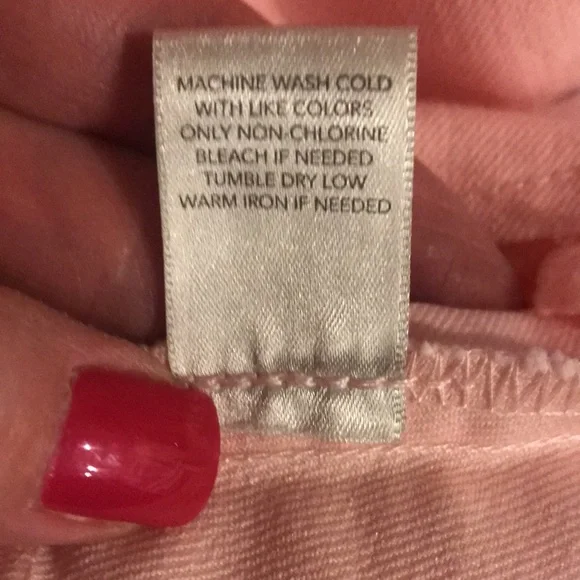 MACHINE WASH COLD
WITH LIKE COLORS
ONLY NON-CHLORINE
BLEACH IF NEEDED
TUMBLE DRY LOW
WARM IRON IF NEEDED